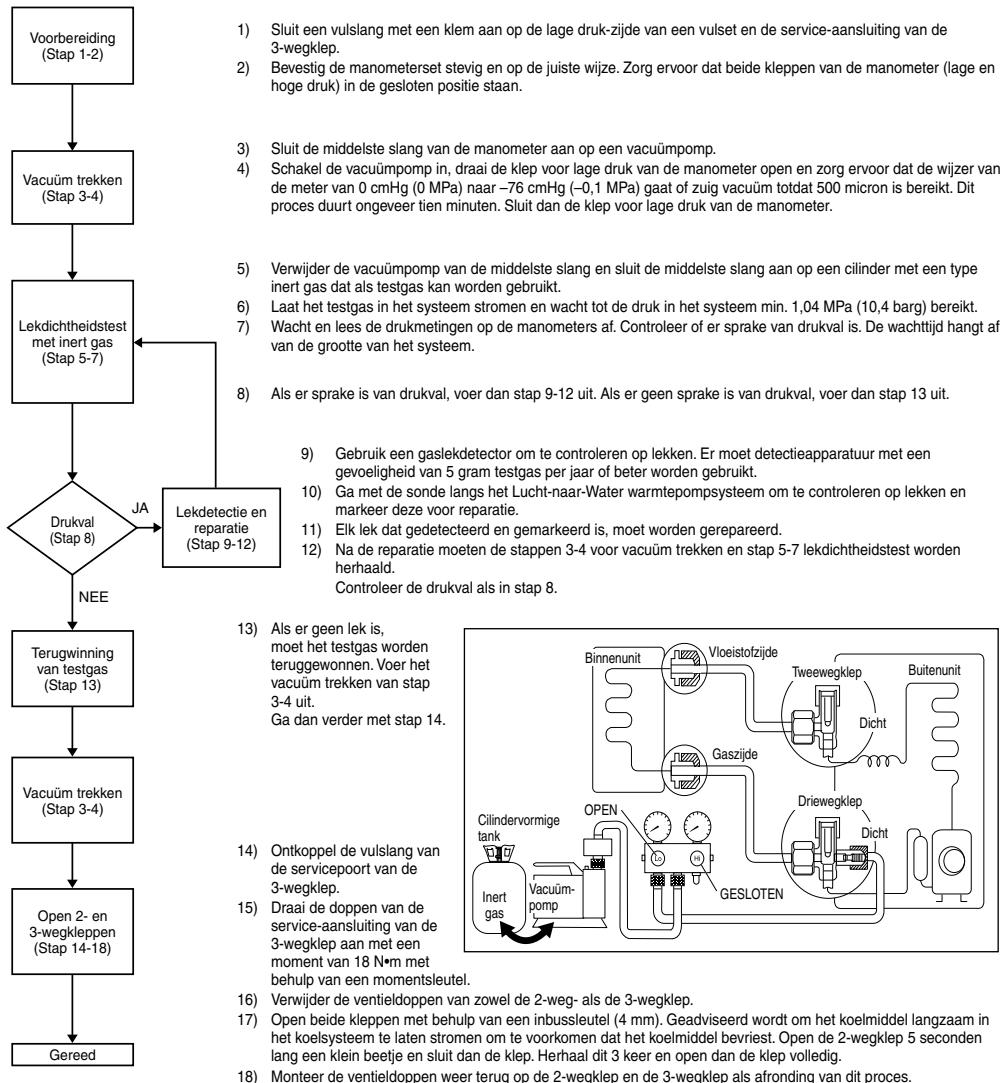 Voorbereiding
(Stap 1-2)
1) Sluit een vulslang met een klem aan op de lage druk-zijde van een vulset en de service-aansluiting van de
3-wegklep.
2) Bevestig de manometerset stevig en op de juiste wijze. Zorg ervoor dat beide kleppen van de manometer (lage en
hoge druk) in de gesloten positie staan.
Vacuüm trekken
(Stap 3-4)
3) Sluit de middelste slang van de manometer aan op een vacuümpomp.
4) Schakel de vacuümpomp in, draai de klep voor lage druk van de manometer open en zorg ervoor dat de wijzer van
de meter van 0 cmHg (0 MPa) naar –76 cmHg (–0,1 MPa) gaat of zuig vacuüm totdat 500 micron is bereikt. Dit
proces duurt ongeveer tien minuten. Sluit dan de klep voor lage druk van de manometer.
Lekdichtheidstest
met inert gas
(Stap 5-7)
5) Verwijder de vacuümpomp van de middelste slang en sluit de middelste slang aan op een cilinder met een type
inert gas dat als testgas kan worden gebruikt.
6) Laat het testgas in het systeem stromen en wacht tot de druk in het systeem min. 1,04 MPa (10,4 barg) bereikt.
7) Wacht en lees de drukmetingen op de manometers af. Controleer of er sprake van drukval is. De wachttijd hangt af
van de grootte van het systeem.
8) Als er sprake is van drukval, voer dan stap 9-12 uit. Als er geen sprake is van drukval, voer dan stap 13 uit.
Drukval
(Stap 8)
JA
NEE
Lekdetectie en
reparatie
(Stap 9-12)
9) Gebruik een gaslekdetector om te controleren op lekken. Er moet detectieapparatuur met een
gevoeligheid van 5 gram testgas per jaar of beter worden gebruikt.
10) Ga met de sonde langs het Lucht-naar-Water warmtepompsysteem om te controleren op lekken en
markeer deze voor reparatie.
11) Elk lek dat gedetecteerd en gemarkeerd is, moet worden gerepareerd.
12) Na de reparatie moeten de stappen 3-4 voor vacuüm trekken en stap 5-7 lekdichtheidstest worden
herhaald.
Controleer de drukval als in stap 8.
Terugwinning
van testgas
(Stap 13)
13) Als er geen lek is,
moet het testgas worden
teruggewonnen. Voer het
vacuüm trekken van stap
3-4 uit.
Ga dan verder met stap 14.
Vacuüm trekken
(Stap 3-4)
Open 2- en
3-wegkleppen
(Stap 14-18)
14) Ontkoppel de vulslang van
de servicepoort van de
3-wegklep.
15) Draai de doppen van de
service-aansluiting van de
3-wegklep aan met een
moment van 18 N•m met
behulp van een momentsleutel.
Binnenunit
Vloeistofzijde
Tweewegklep
Buitenunit
Dicht
Gaszijde
Driewegklep
Dicht
OPEN
Cilindervormige
tank
Lo
Hi
GESLOTEN
Inert
gas
Vacuüm-
pomp
16) Verwijder de ventieldoppen van zowel de 2-weg- als de 3-wegklep.
17) Open beide kleppen met behulp van een inbussleutel (4 mm). Geadviseerd wordt om het koelmiddel langzaam in
het koelsysteem te laten stromen om te voorkomen dat het koelmiddel bevriest. Open de 2-wegklep 5 seconden
lang een klein beetje en sluit dan de klep. Herhaal dit 3 keer en open dan de klep volledig.
18) Monteer de ventieldoppen weer terug op de 2-wegklep en de 3-wegklep als afronding van dit proces.
Gereed